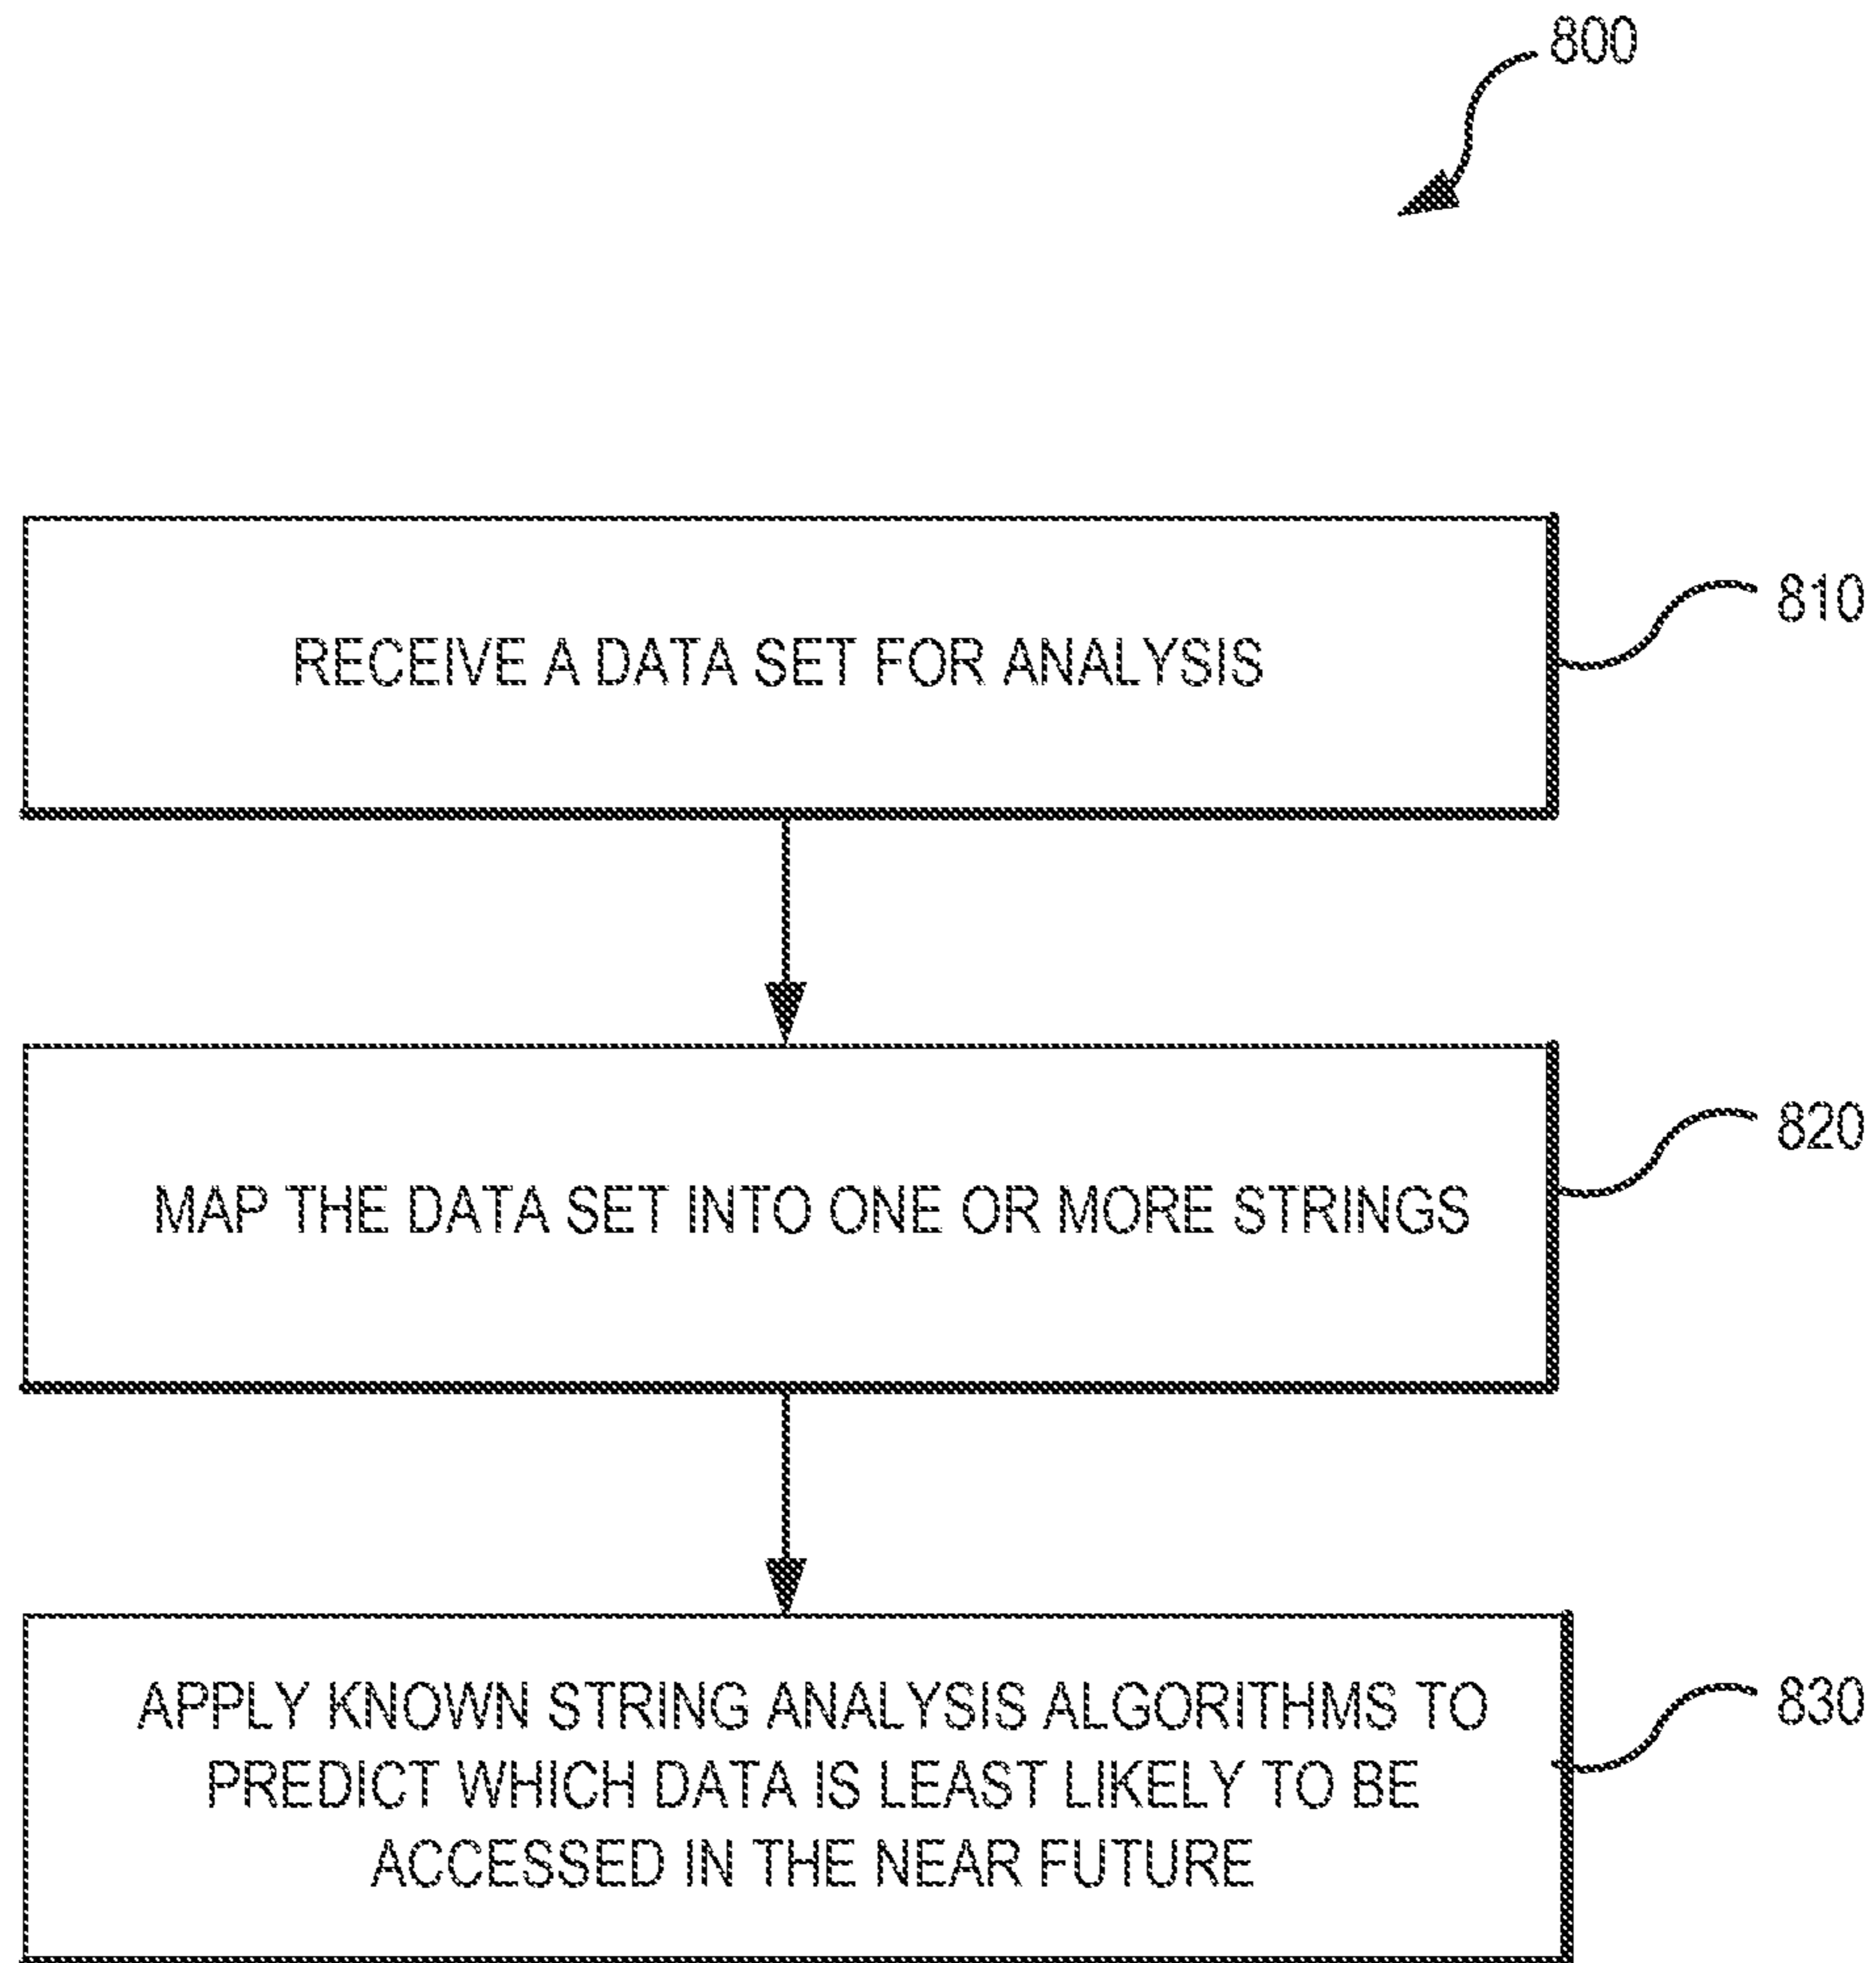 800
RECEIVE A DATA SET FOR ANALYSIS
810
MAP THE DATA SET INTO ONE OR MORE STRINGS
820
APPLY KNOWN STRING ANALYSIS ALGORITHMS TO
PREDICT WHICH DATA IS LEAST LIKELY TO BE
ACCESSED IN THE NEAR FUTURE
830